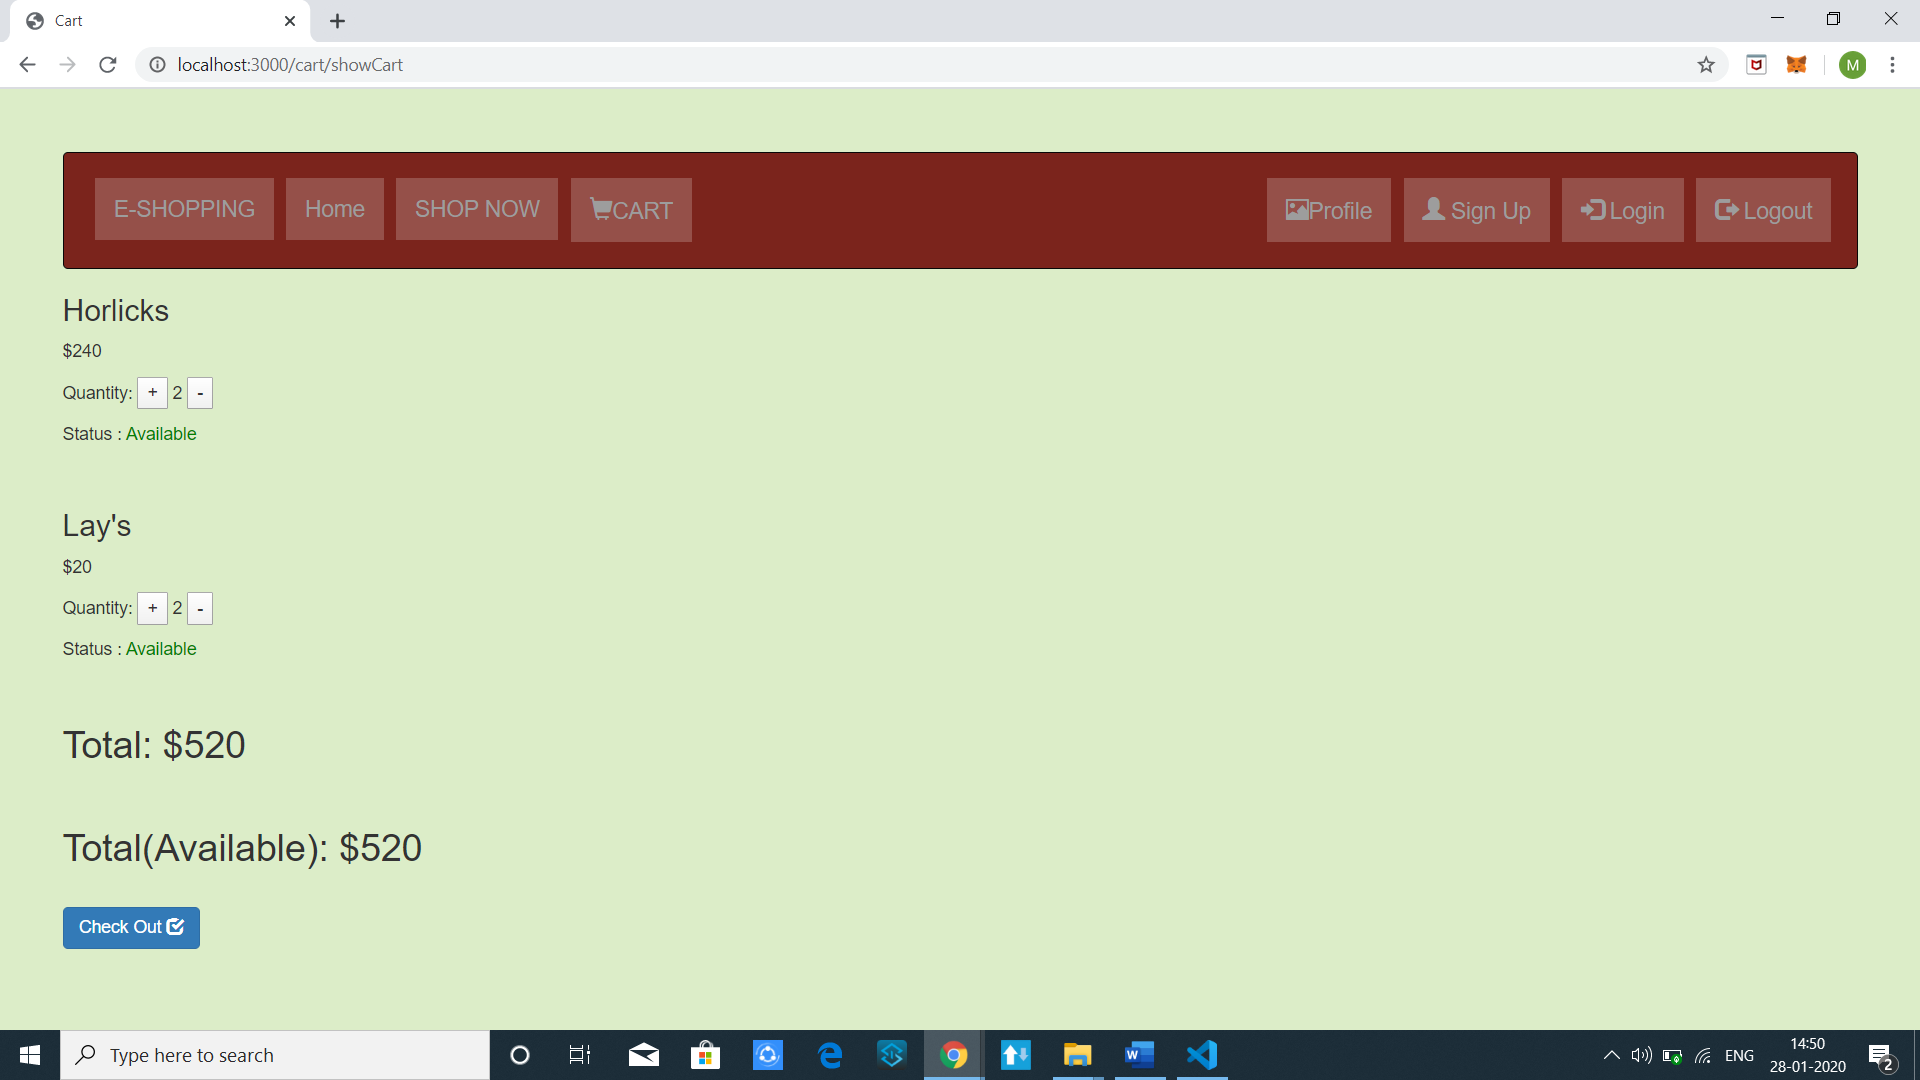 Cart
localhost:3000/cart/showCart
M
E-SHOPPING Home SHOP NOW CART Profile Sign Up Login Logout
Horlicks
$240
Quantity: + 2 -
Status : Available
Lay's
$20
Quantity: + 2 -
Status : Available
Total: $520
Total(Available): $520
Check Out
Type here to search
ENG
14:50
28-01-2020
2